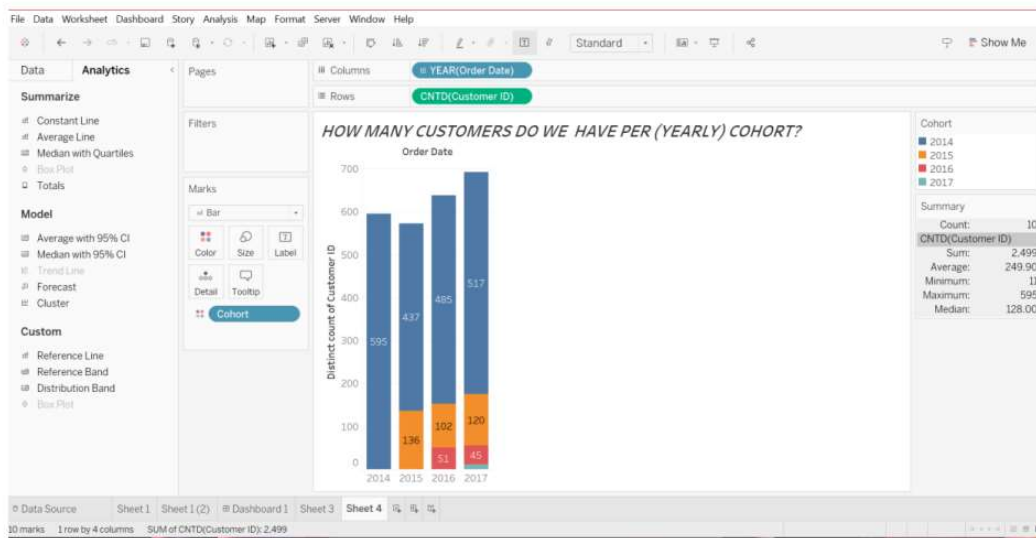 File Data Worksheet Dashboard Story Analysis Map Format Server Window Help
Standard
Show Me
Data Analytics
Summarize
Constant Line
Average Line
Median with Quartiles
Box Plot
Totals
Model
Average with 95% CI
Median with 95% CI
Trend Line
Forecast
Cluster
Custom
Reference Line
Reference Band
Distribution Band
Box Plot
Pages
Filters
Marks
Bar
Color Size Label
Detail Tooltip
Cohort
Columns YEAR(Order Date)
Rows CNTD(Customer ID)
HOW MANY CUSTOMERS DO WE HAVE PER (YEARLY) COHORT?
Order Date
Distinct count of Customer ID
700
600
500
400
300
200
100
0
595
437
136
485
102
51
517
120
45
2014 2015 2016 2017
Cohort
2014
2015
2016
2017
Summary
Count: 10
CNTD(Customer ID)
Sum: 2,499
Average: 249.90
Minimum: 11
Maximum: 595
Median: 128.00
Data Source Sheet 1 Sheet 1 (2) Dashboard 1 Sheet 3 Sheet 4
10 marks 1 row by 4 columns SUM of CNTD(Customer ID): 2,499